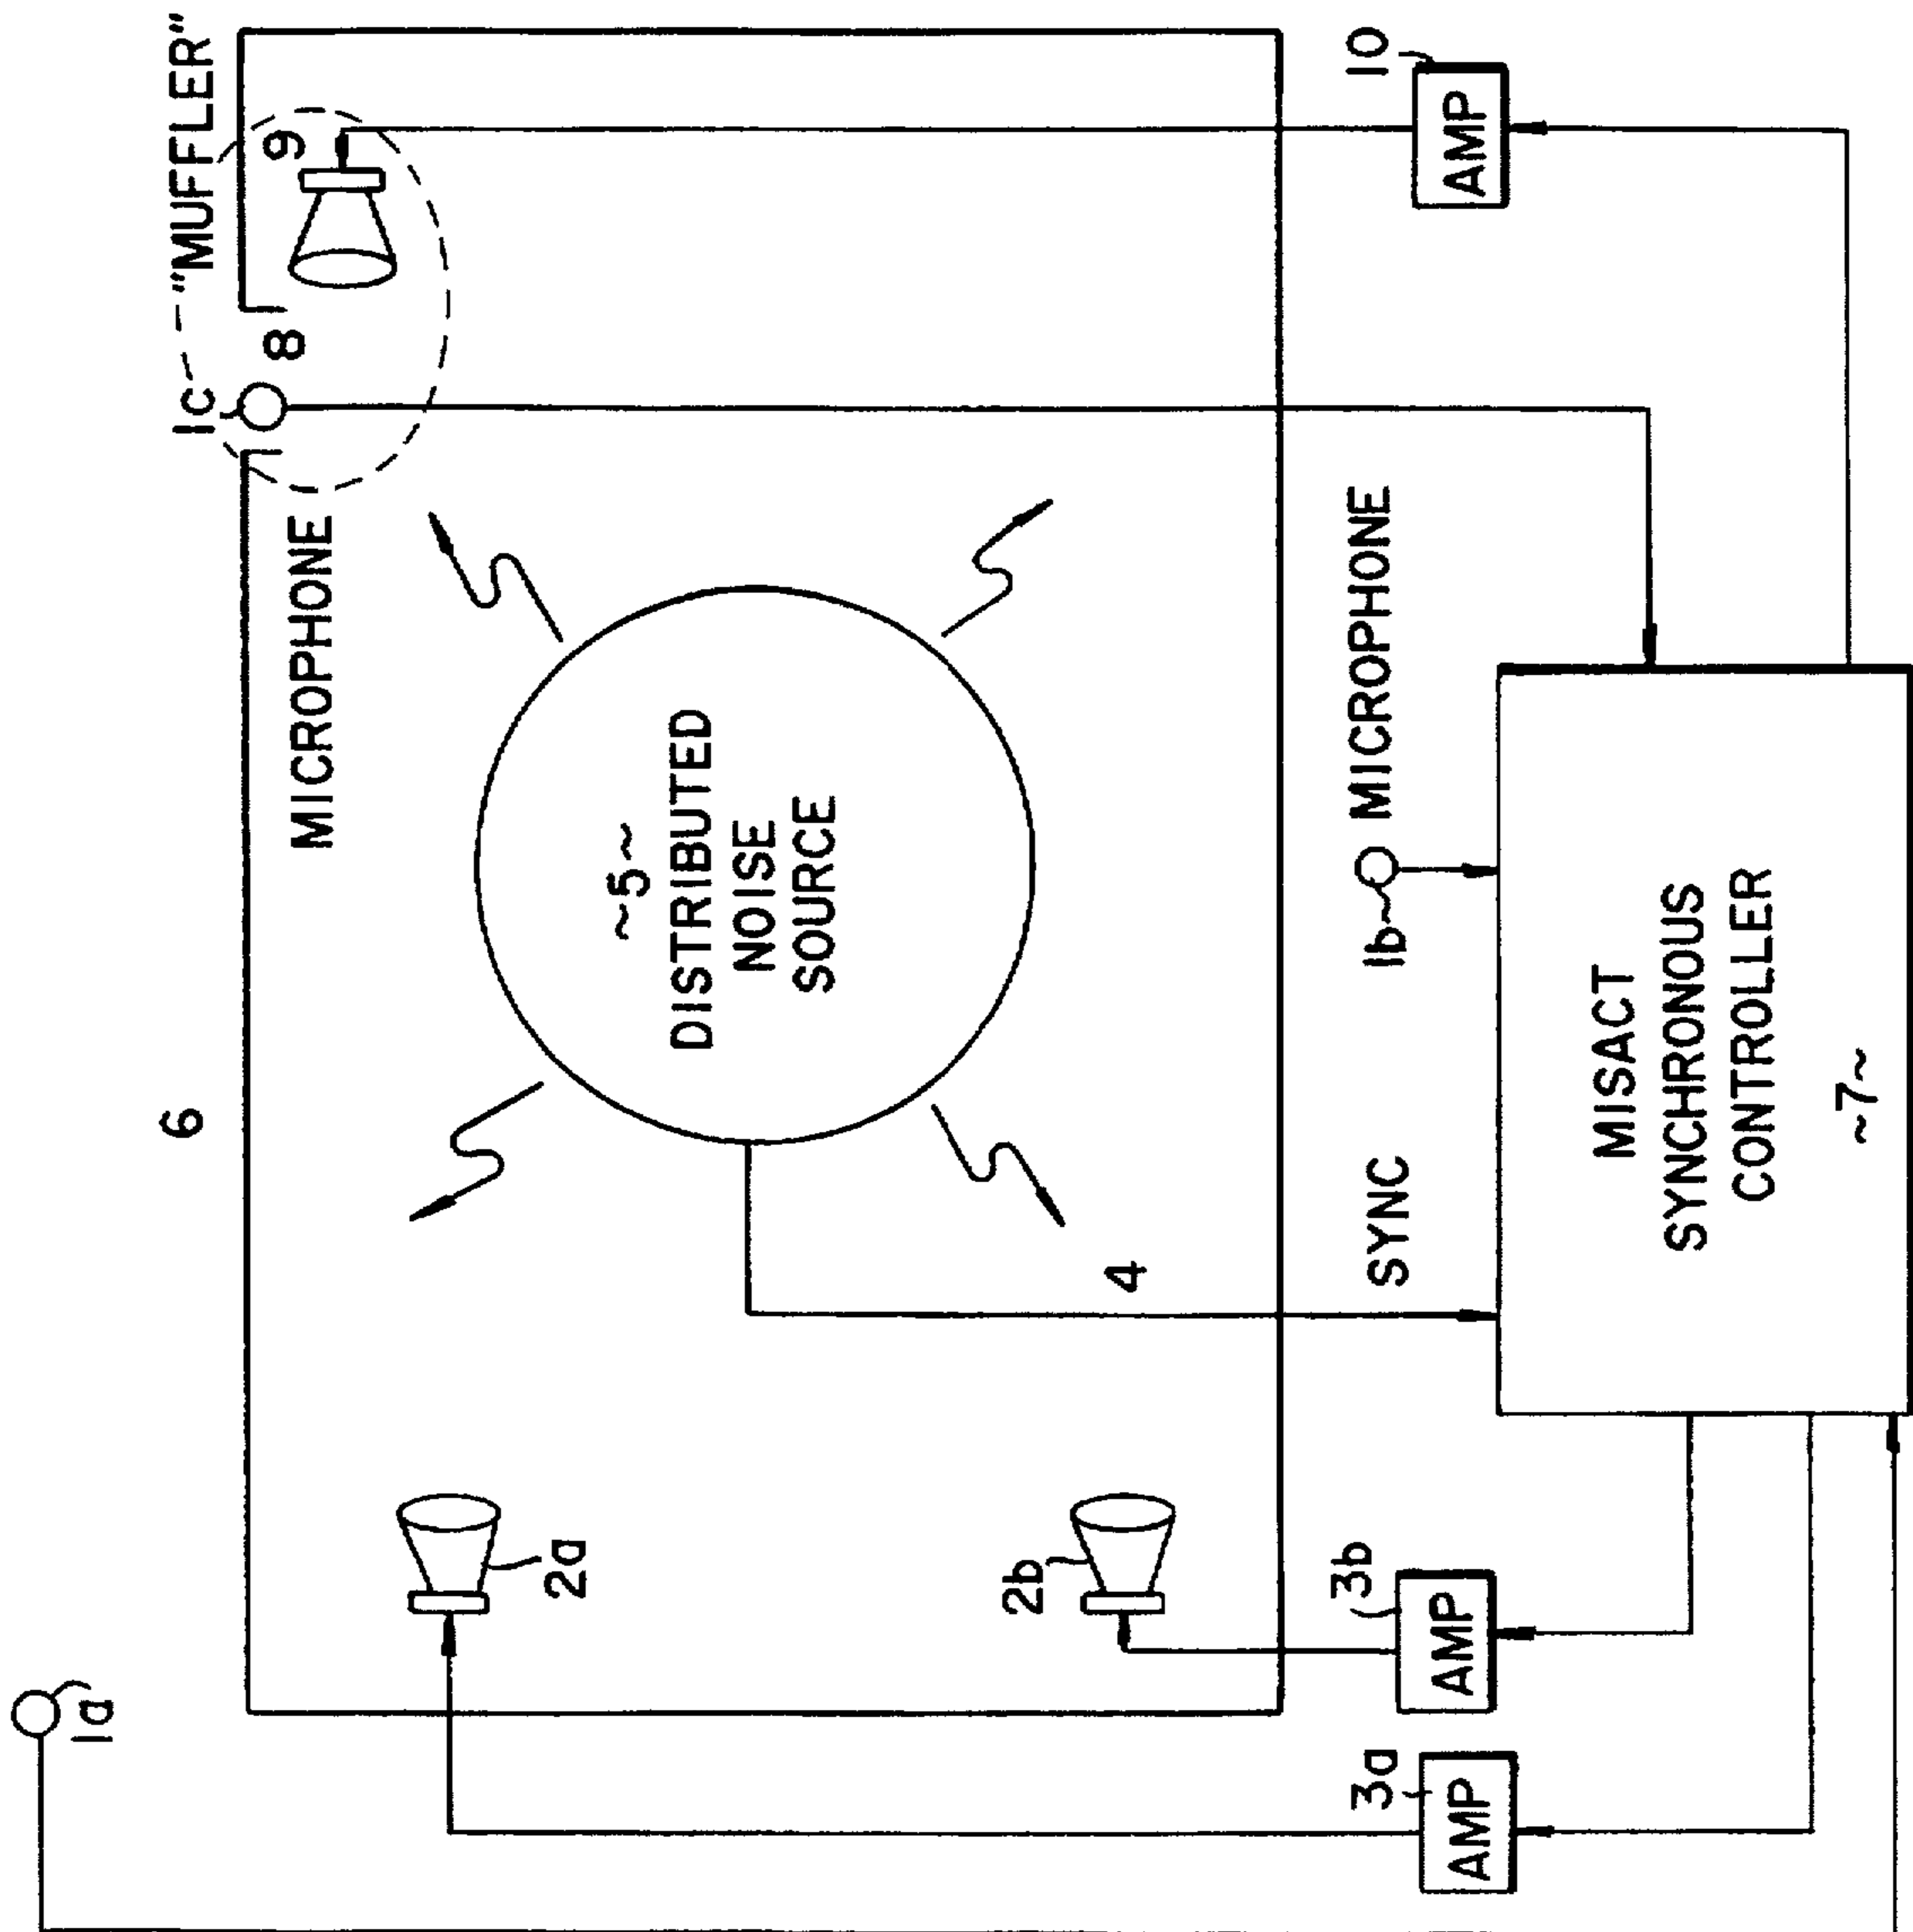 6
1a
1c
"MUFFLER"
8
9
MICROPHONE
2a
~5~
DISTRIBUTED
NOISE
SOURCE
2b
4
3a
AMP
3b
AMP
SYNC
1b
MICROPHONE
10
AMP
MISACT
SYNCHRONOUS
CONTROLLER
~7~